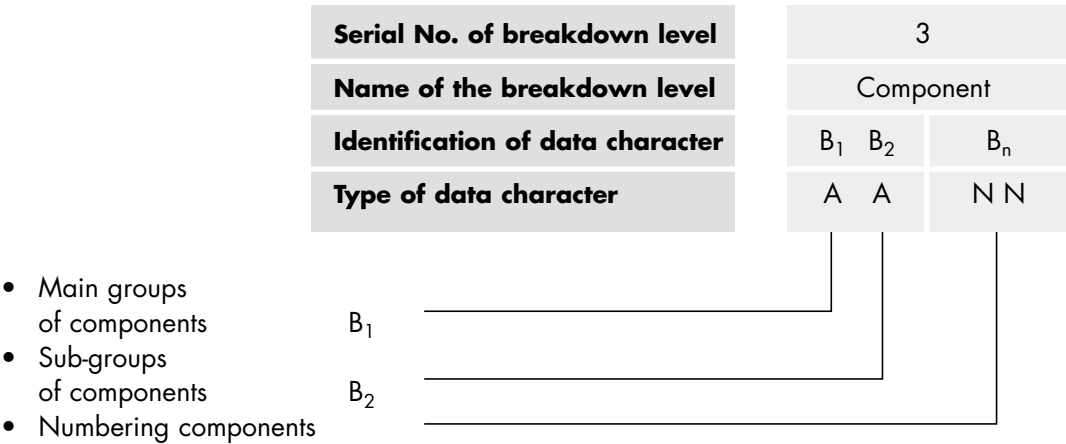 Serial No. of breakdown level 3
Name of the breakdown level Component
Identification of data character B₁ B₂ Bₙ
Type of data character A A N N
• Main groups
of components B₁
• Sub-groups
of components B₂
• Numbering components